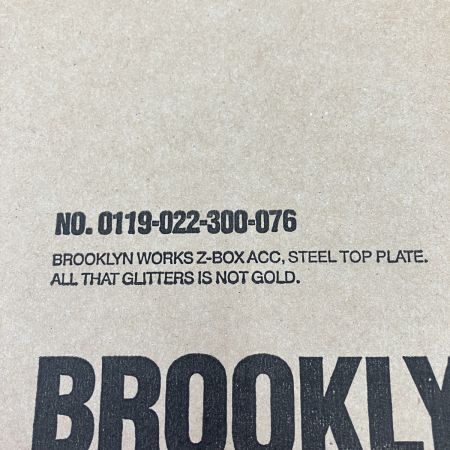 NO. 0119-022-300-076
BROOKLYN WORKS Z-BOX ACC, STEEL TOP PLATE.
ALL THAT GLITTERS IS NOT GOLD.
BROOKLY